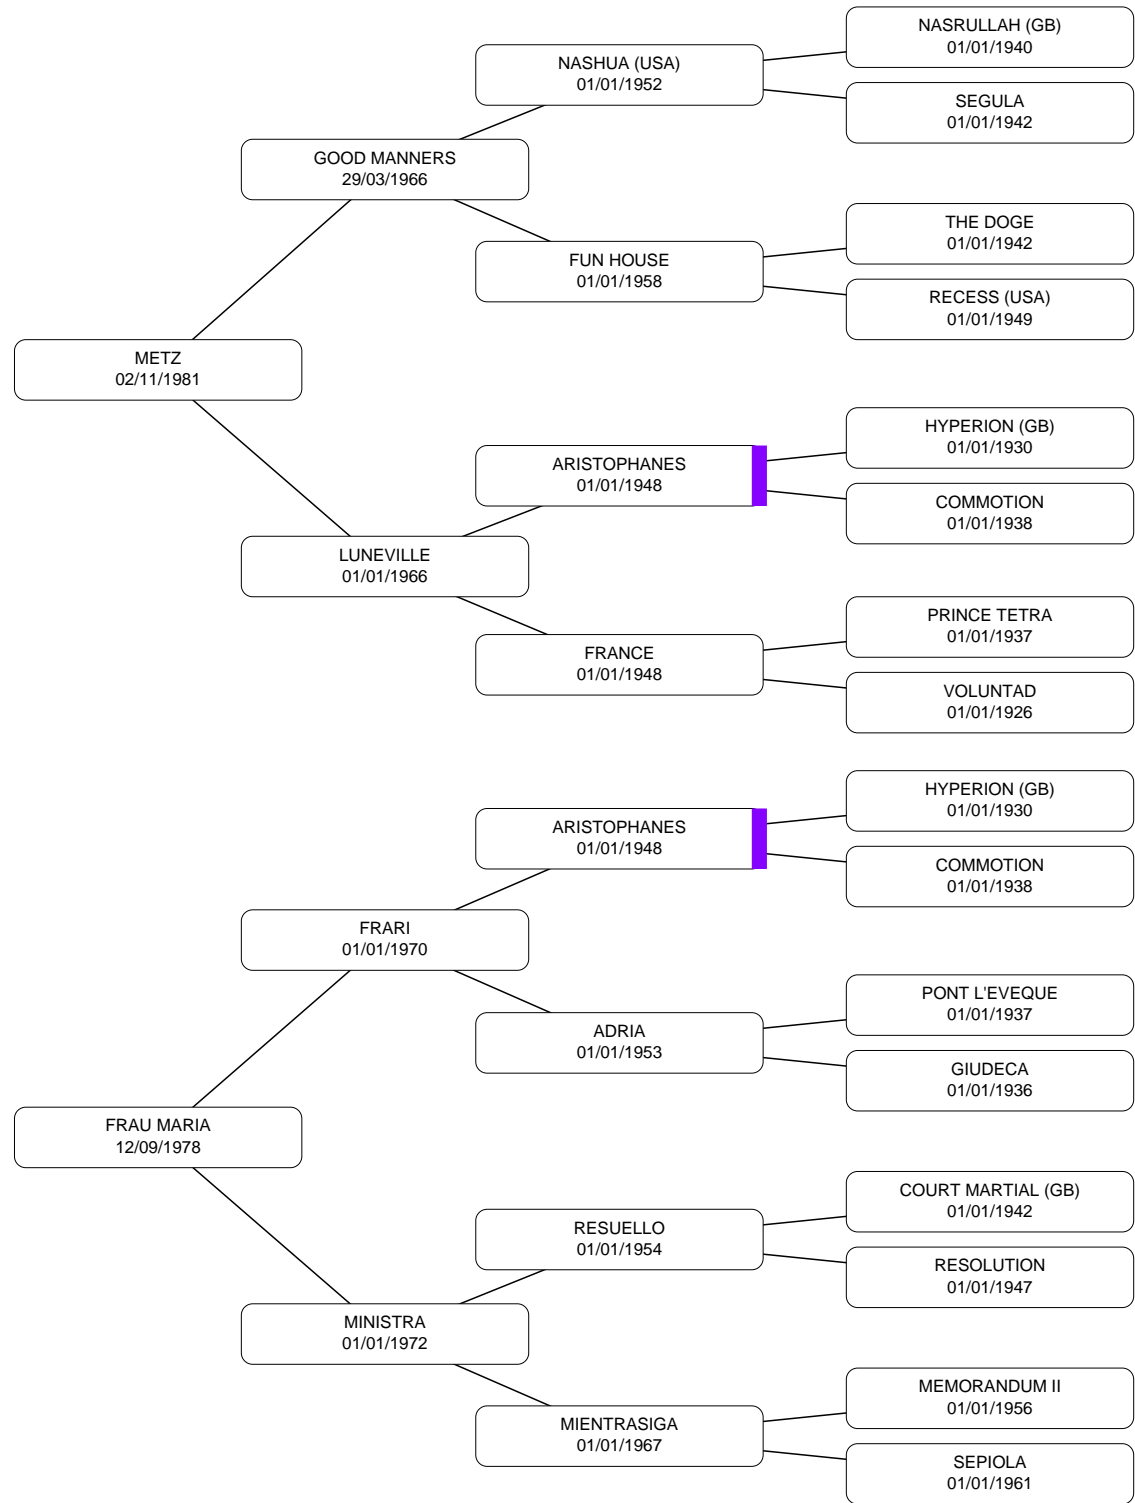 NASRULLAH (GB)
01/01/1940
NASHUA (USA)
01/01/1952
SEGULA
01/01/1942
GOOD MANNERS
29/03/1966
THE DOGE
01/01/1942
FUN HOUSE
01/01/1958
RECESS (USA)
01/01/1949
METZ
02/11/1981
HYPERION (GB)
01/01/1930
ARISTOPHANES
01/01/1948
COMMOTION
01/01/1938
LUNEVILLE
01/01/1966
PRINCE TETRA
01/01/1937
FRANCE
01/01/1948
VOLUNTAD
01/01/1926
HYPERION (GB)
01/01/1930
ARISTOPHANES
01/01/1948
COMMOTION
01/01/1938
FRARI
01/01/1970
PONT L'EVEQUE
01/01/1937
ADRIA
01/01/1953
GIUDECA
01/01/1936
FRAU MARIA
12/09/1978
COURT MARTIAL (GB)
01/01/1942
RESUELLO
01/01/1954
RESOLUTION
01/01/1947
MINISTRA
01/01/1972
MEMORANDUM II
01/01/1956
MIENTRASIGA
01/01/1967
SEPIOLA
01/01/1961